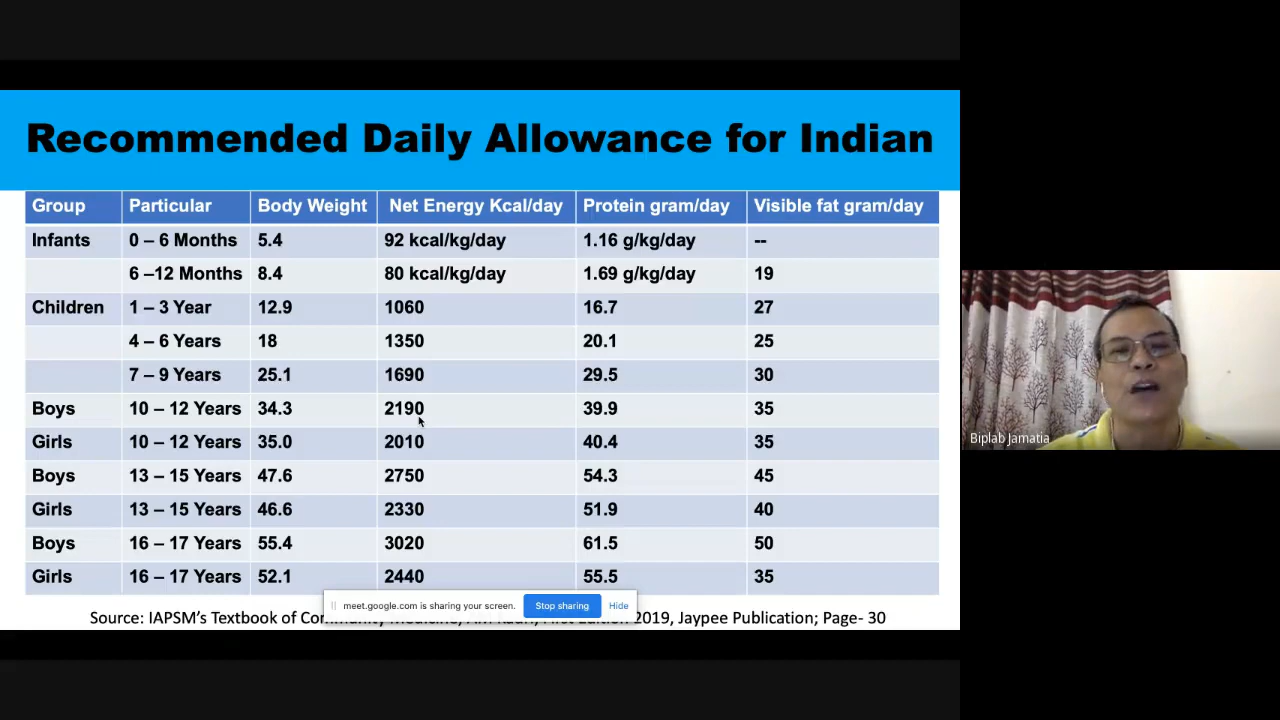 Recommended Daily Allowance for Indian
Group Particular Body Weight Net Energy Kcal/day Protein gram/day Visible fat gram/day
Infants 0 – 6 Months 5.4 92 kcal/kg/day 1.16 g/kg/day --
6 –12 Months 8.4 80 kcal/kg/day 1.69 g/kg/day 19
Children 1 – 3 Year 12.9 1060 16.7 27
4 – 6 Years 18 1350 20.1 25
7 – 9 Years 25.1 1690 29.5 30
Boys 10 – 12 Years 34.3 2190 39.9 35
Girls 10 – 12 Years 35.0 2010 40.4 35
Boys 13 – 15 Years 47.6 2750 54.3 45
Girls 13 – 15 Years 46.6 2330 51.9 40
Boys 16 – 17 Years 55.4 3020 61.5 50
Girls 16 – 17 Years 52.1 2440 55.5 35
meet.google.com is sharing your screen. Stop sharing Hide
Source: IAPSM's Textbook of 2019, Jaypee Publication; Page- 30
Biplab Jamatia